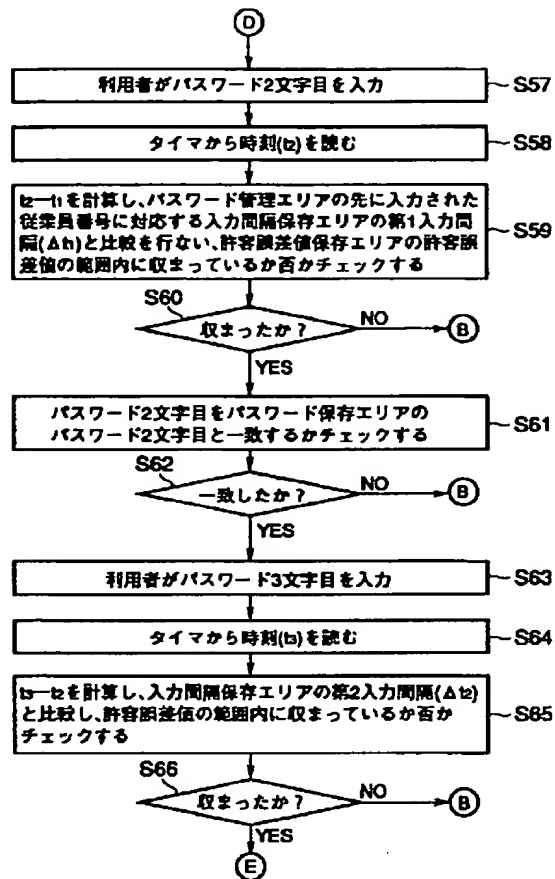 D
利用者がパスワード2文字目を入力
S57
タイマから時刻(t2)を読む
S58
t2—t1を計算し、パスワード管理エリアの先に入力された
従業員番号に対応する入力間隔保存エリアの第1入力間
隔(Δt1)と比較を行ない、許容誤差値保存エリアの許容誤
差値の範囲内に収まっているか否かチェックする
S59
S60
収まったか?
NO
B
YES
パスワード2文字目をパスワード保存エリアの
パスワード2文字目と一致するかチェックする
S61
S62
一致したか?
NO
B
YES
利用者がパスワード3文字目を入力
S63
タイマから時刻(t3)を読む
S64
t3—t2を計算し、入力間隔保存エリアの第2入力間隔(Δt2)
と比較し、許容誤差値の範囲内に収まっているか否か
チェックする
S65
S66
収まったか?
NO
B
YES
E